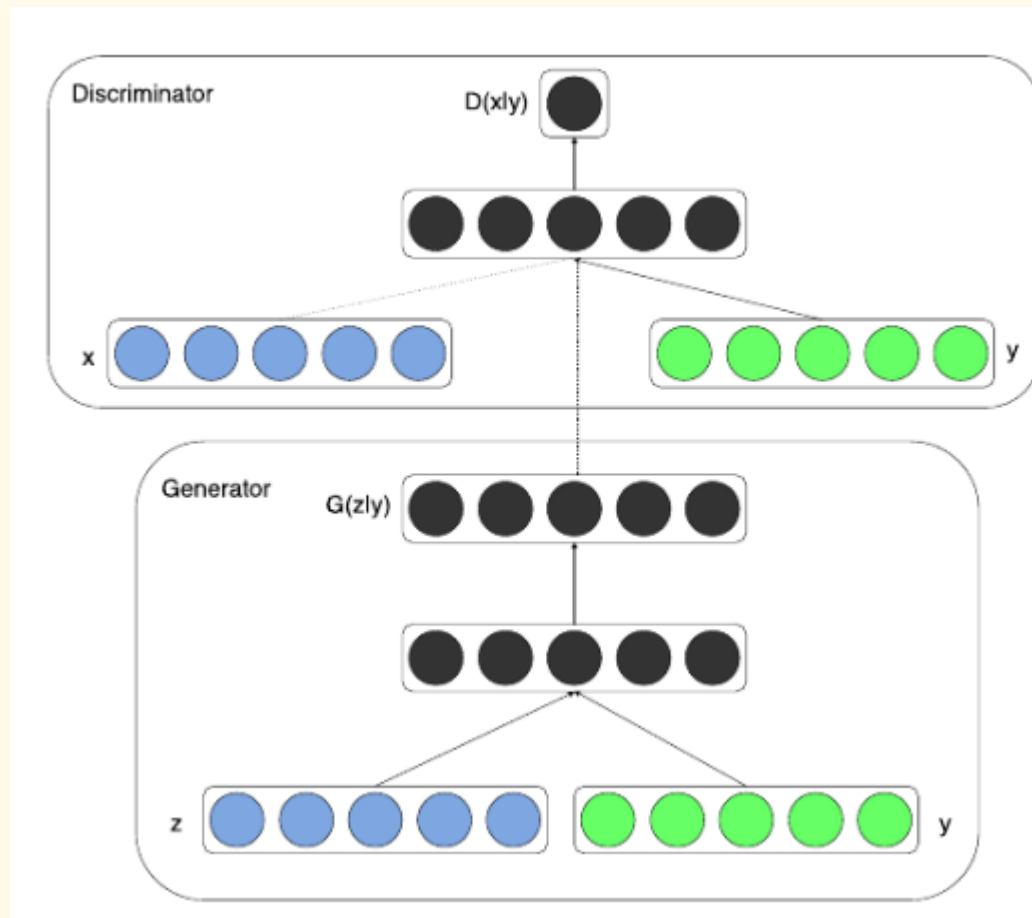 Discriminator
D(x|y)
x
y
Generator
G(z|y)
z
y